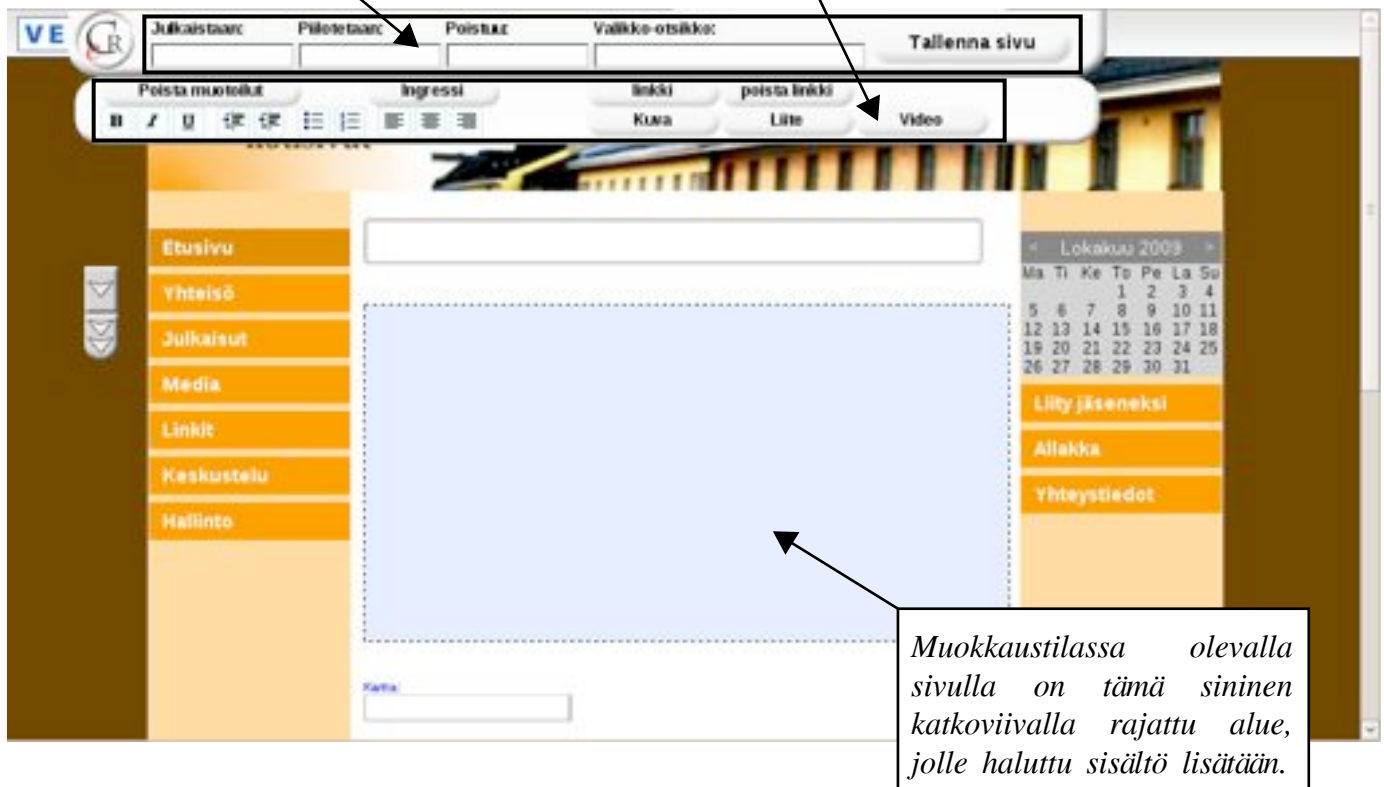 VE
CR
Julkaistaan: Piilotetaan: Poistuu: Valikko-otsikko:
Tallenna sivu
Poista muotoilut Ingressi linkki poista linkki
B I U Kuva Liite Video
Etusivu
Yhteisö
Julkaisut
Media
Linkit
Keskustelu
Hallinto
< Lokakuu 2009 >
Ma Ti Ke To Pe La Su
1 2 3 4
5 6 7 8 9 10 11
12 13 14 15 16 17 18
19 20 21 22 23 24 25
26 27 28 29 30 31
Liity jäseneksi
Allakka
Yhteystiedot
Kartta:
Muokkaustilassa olevalla
sivulla on tämä sininen
katkoviivalla rajattu alue,
jolle haluttu sisältö lisätään.